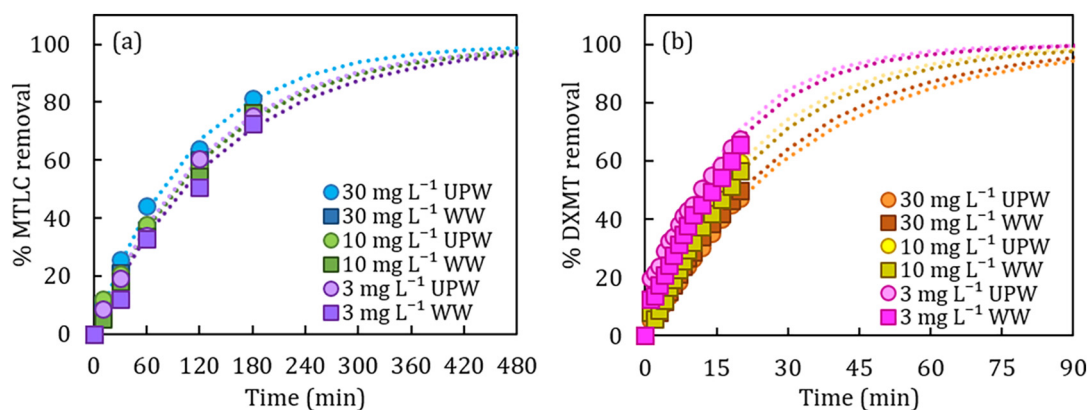 (a)
% MTLC removal
100
80
60
40
20
0
30 mg L⁻¹ UPW
30 mg L⁻¹ WW
10 mg L⁻¹ UPW
10 mg L⁻¹ WW
3 mg L⁻¹ UPW
3 mg L⁻¹ WW
0 60 120 180 240 300 360 420 480
Time (min)
(b)
% DXMT removal
100
80
60
40
20
0
30 mg L⁻¹ UPW
30 mg L⁻¹ WW
10 mg L⁻¹ UPW
10 mg L⁻¹ WW
3 mg L⁻¹ UPW
3 mg L⁻¹ WW
0 15 30 45 60 75 90
Time (min)